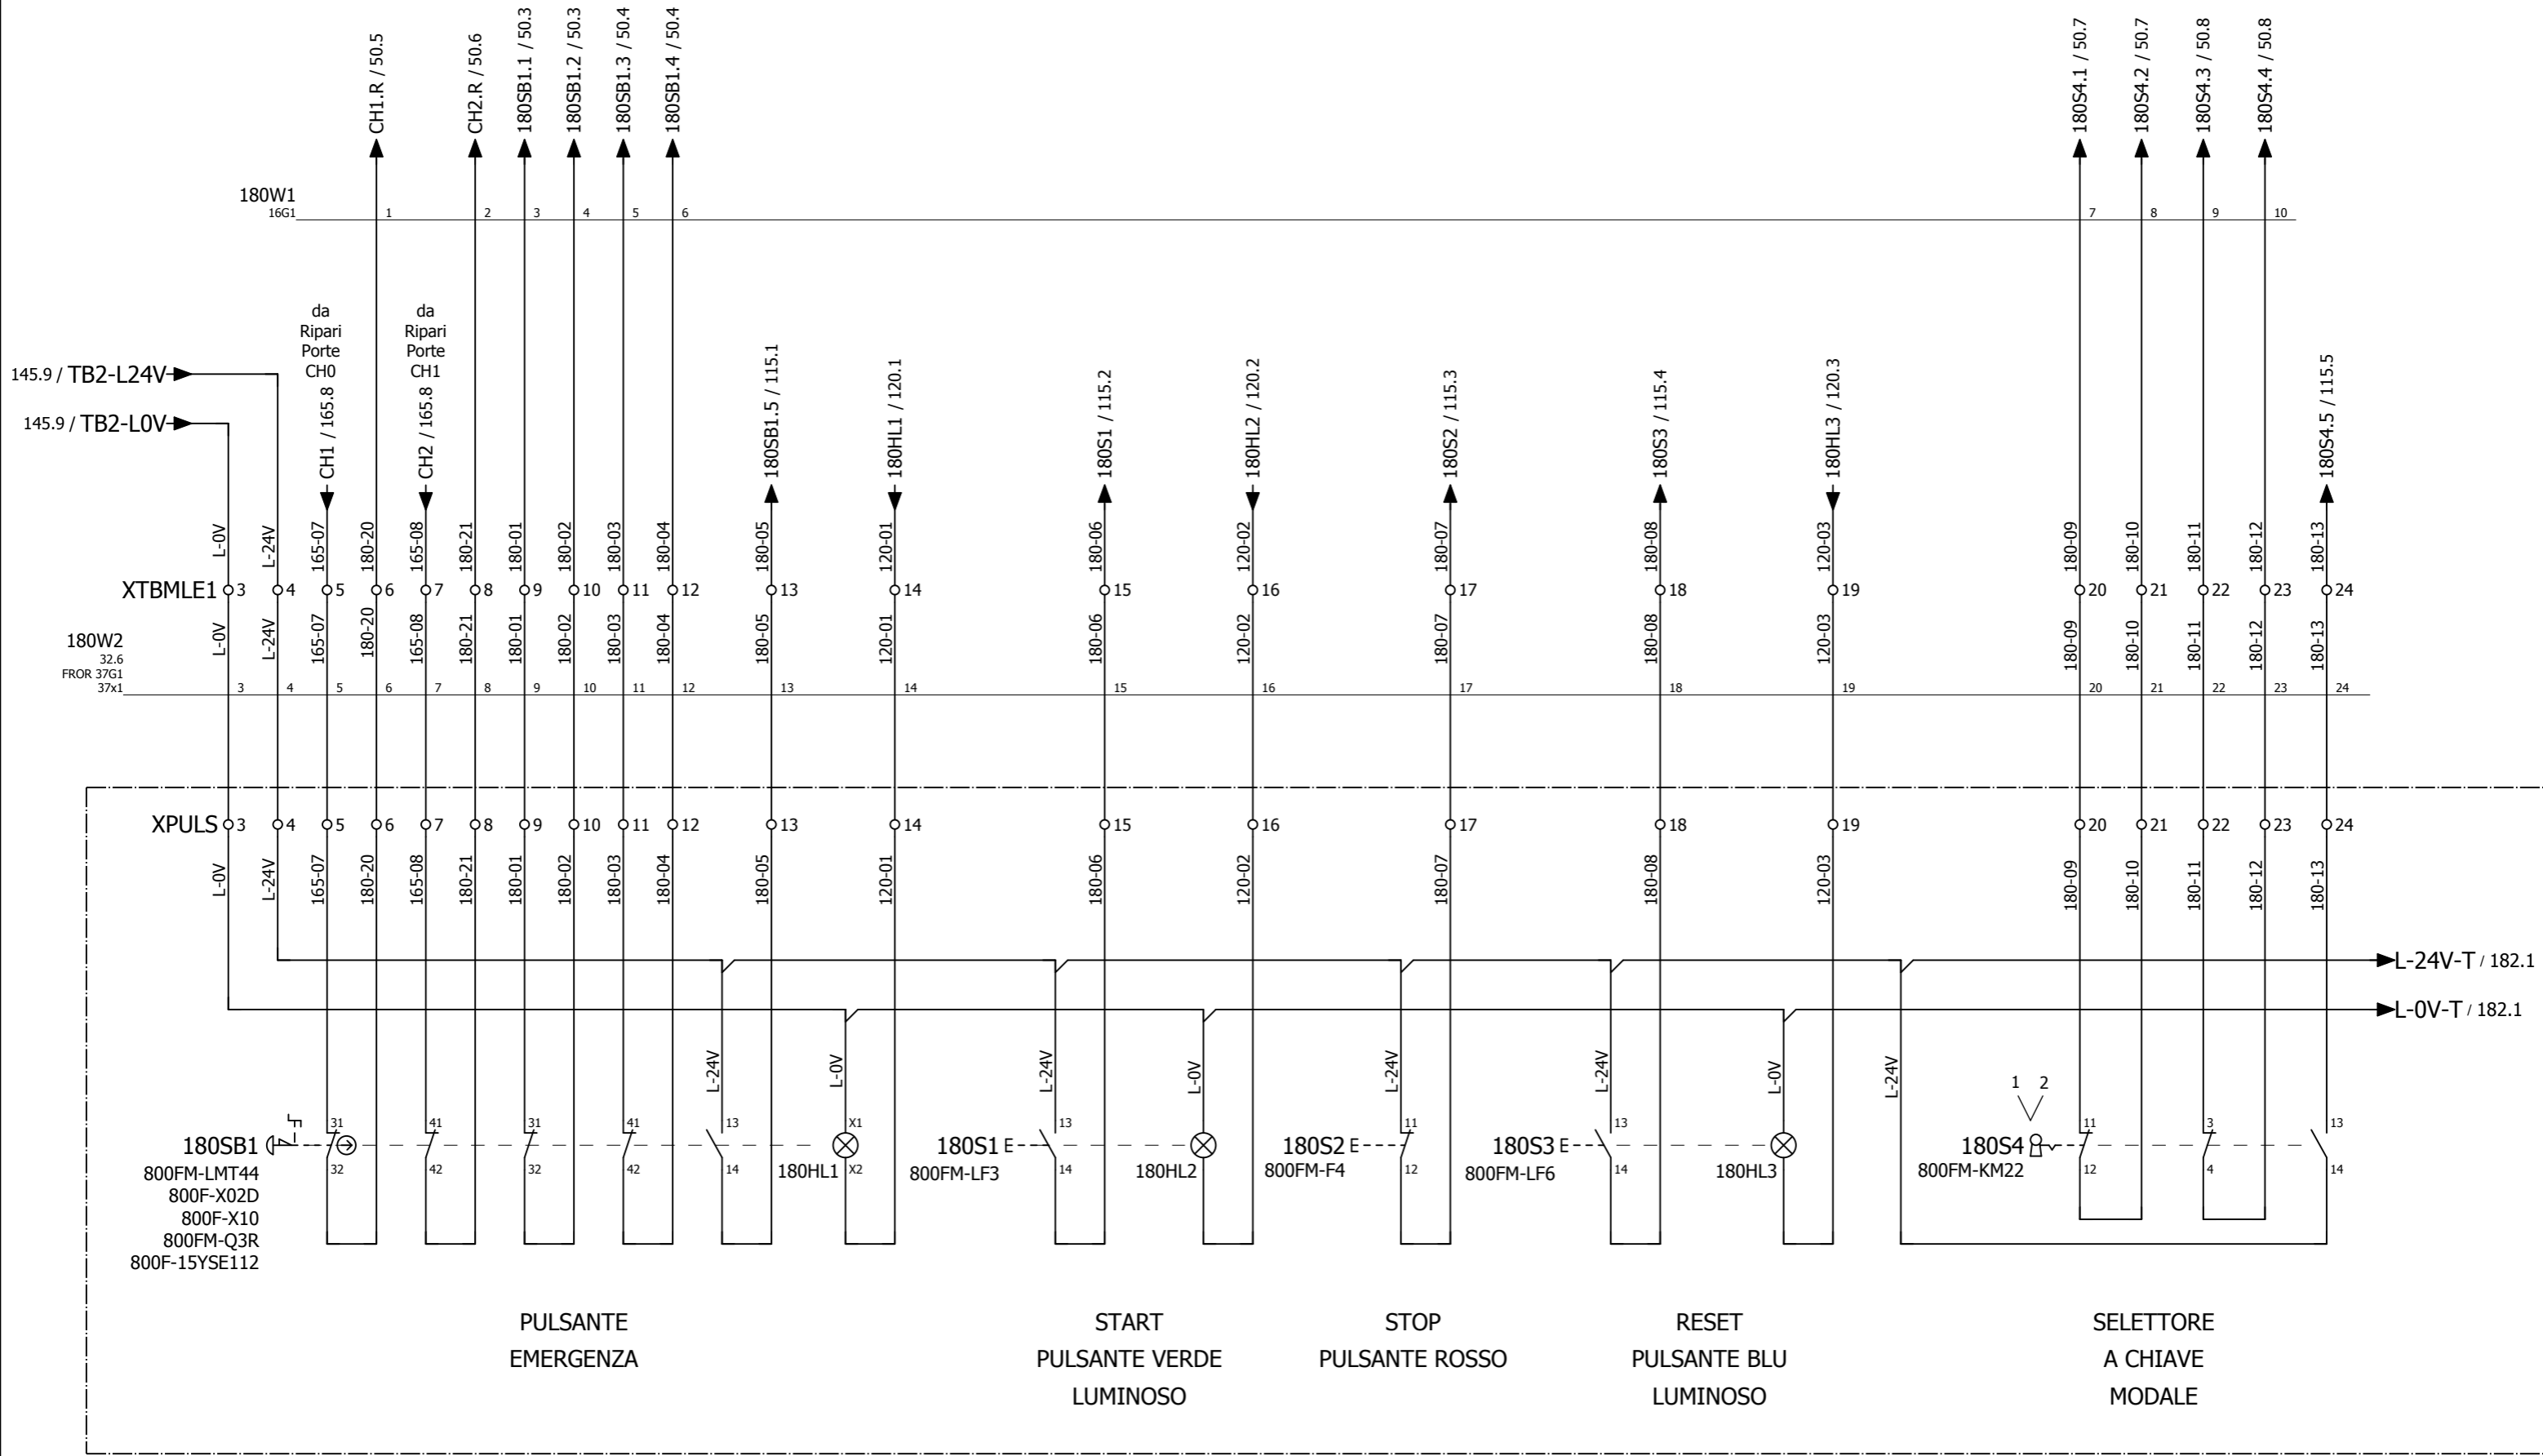 CH1.R / 50.5
CH2.R / 50.6
180SB1.1 / 50.3
180SB1.2 / 50.3
180SB1.3 / 50.4
180SB1.4 / 50.4
180S4.1 / 50.7
180S4.2 / 50.7
180S4.3 / 50.8
180S4.4 / 50.8
180W1
16G1
1 2 3 4 5 6 7 8 9 10
da
Ripari
Porte
CH0
CH1 / 165.8
da
Ripari
Porte
CH1
CH2 / 165.8
145.9 / TB2-L24V
145.9 / TB2-L0V
180SB1.5 / 115.1
180HL1 / 120.1
180S1 / 115.2
180HL2 / 120.2
180S2 / 115.3
180S3 / 115.4
180HL3 / 120.3
180S4.5 / 115.5
L-0V L-24V 165-07 180-20 165-08 180-21 180-01 180-02 180-03 180-04 180-05 120-01 180-06 120-02 180-07 180-08 120-03 180-09 180-10 180-11 180-12 180-13
XTBMLE1 3 4 5 6 7 8 9 10 11 12 13 14 15 16 17 18 19 20 21 22 23 24
L-0V L-24V 165-07 180-20 165-08 180-21 180-01 180-02 180-03 180-04 180-05 120-01 180-06 120-02 180-07 180-08 120-03 180-09 180-10 180-11 180-12 180-13
180W2
32.6
FROR 37G1
37x1
3 4 5 6 7 8 9 10 11 12 13 14 15 16 17 18 19 20 21 22 23 24
XPULS 3 4 5 6 7 8 9 10 11 12 13 14 15 16 17 18 19 20 21 22 23 24
L-0V L-24V 165-07 180-20 165-08 180-21 180-01 180-02 180-03 180-04 180-05 120-01 180-06 120-02 180-07 180-08 120-03 180-09 180-10 180-11 180-12 180-13
L-24V-T / 182.1
L-0V-T / 182.1
L-24V L-0V L-24V L-0V L-24V L-24V L-0V L-24V
1 2
31 41 31 41 13 X1 13 11 13 11 3 13
180SB1
180S1 E
180S2 E
180S3 E
180S4
32 42 32 42 14 X2 14 12 14 12 4 14
180HL1
180HL2
180HL3
800FM-LMT44
800F-X02D
800F-X10
800FM-Q3R
800F-15YSE112
800FM-LF3
800FM-F4
800FM-LF6
800FM-KM22
PULSANTE
EMERGENZA
START
PULSANTE VERDE
LUMINOSO
STOP
PULSANTE ROSSO
RESET
PULSANTE BLU
LUMINOSO
SELETTORE
A CHIAVE
MODALE